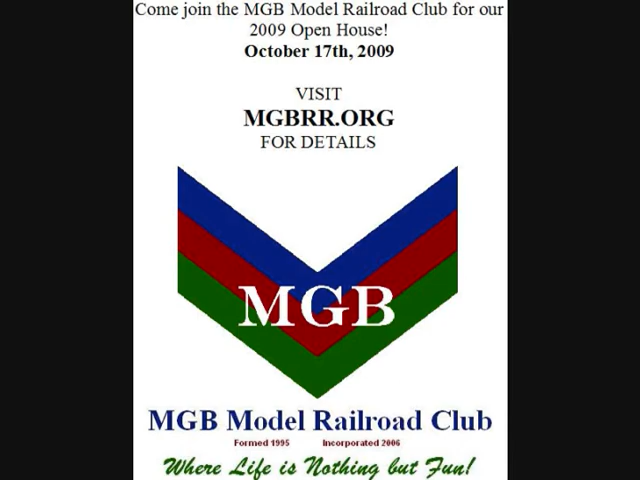 Come join the MGB Model Railroad Club for our
2009 Open House!
October 17th, 2009
VISIT
MGBRR.ORG
FOR DETAILS
MGB
MGB Model Railroad Club
Formed 1995 Incorporated 2006
Where Life is Nothing but Fun!